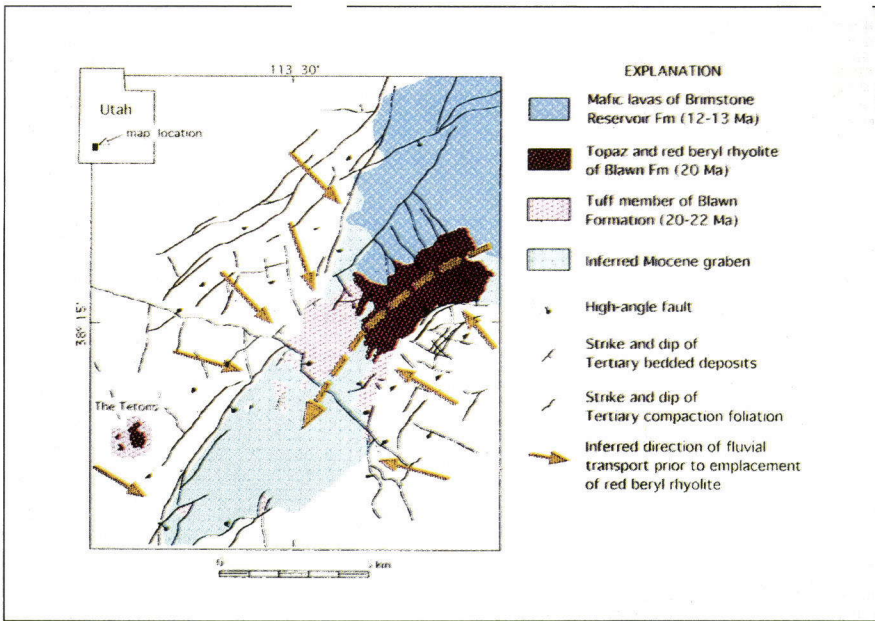 113 30'
Utah
map location
38° 15'
The Tetons
0 5 km
EXPLANATION
Mafic lavas of Brimstone
Reservoir Fm (12-13 Ma)
Topaz and red beryl rhyolite
of Blawn Fm (20 Ma)
Tuff member of Blawn
Formation (20-22 Ma)
Inferred Miocene graben
High-angle fault
Strike and dip of
Tertiary bedded deposits
Strike and dip of
Tertiary compaction foliation
Inferred direction of fluvial
transport prior to emplacement
of red beryl rhyolite